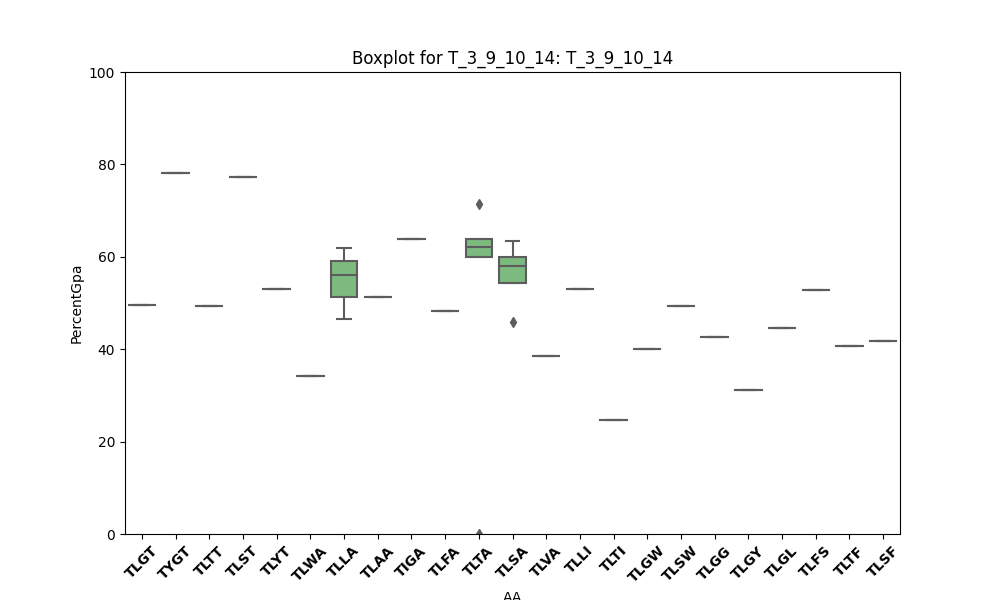 Boxplot for T_3_9_10_14: T_3_9_10_14
100
80
60
40
20
0
PercentGpa
TLGT
TYGT
TLTT
TLST
TLYT
TLWA
TLLA
TLAA
TIGA
TLFA
TLTA
TLSA
TLVA
TLLI
TLTI
TLGW
TLSW
TLGG
TLGY
TLGL
TLFS
TLTF
TLSF
AA